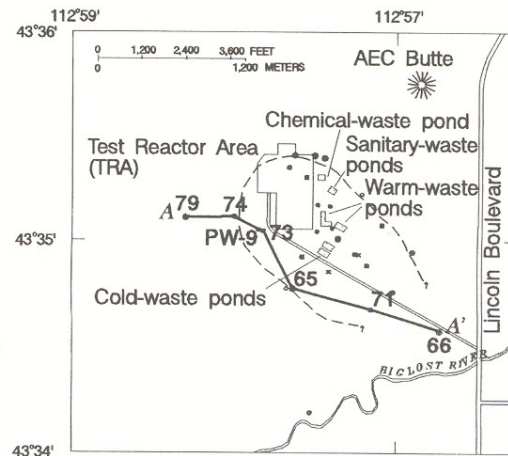 112°59'
112°57'
43°36'
0 1,200 2,400 3,600 FEET
0 1,200 METERS
AEC Butte
Chemical-waste pond
Test Reactor Area
(TRA)
Sanitary-waste
ponds
Warm-waste
ponds
A 79 74
PW-9 73
43°35'
65
Cold-waste ponds
71
A'
66
Lincoln Boulevard
BIG LOST RIVER
?
?
43°34'